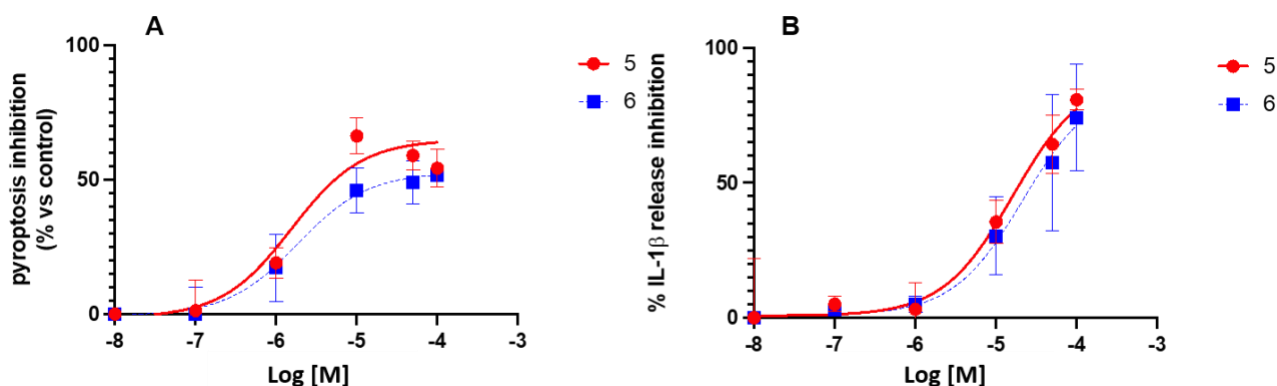 A
pyroptosis inhibition
(% vs control)
100
50
0
-8 -7 -6 -5 -4 -3
Log [M]
5
6
B
% IL-1β release inhibition
100
50
0
-8 -7 -6 -5 -4 -3
Log [M]
5
6